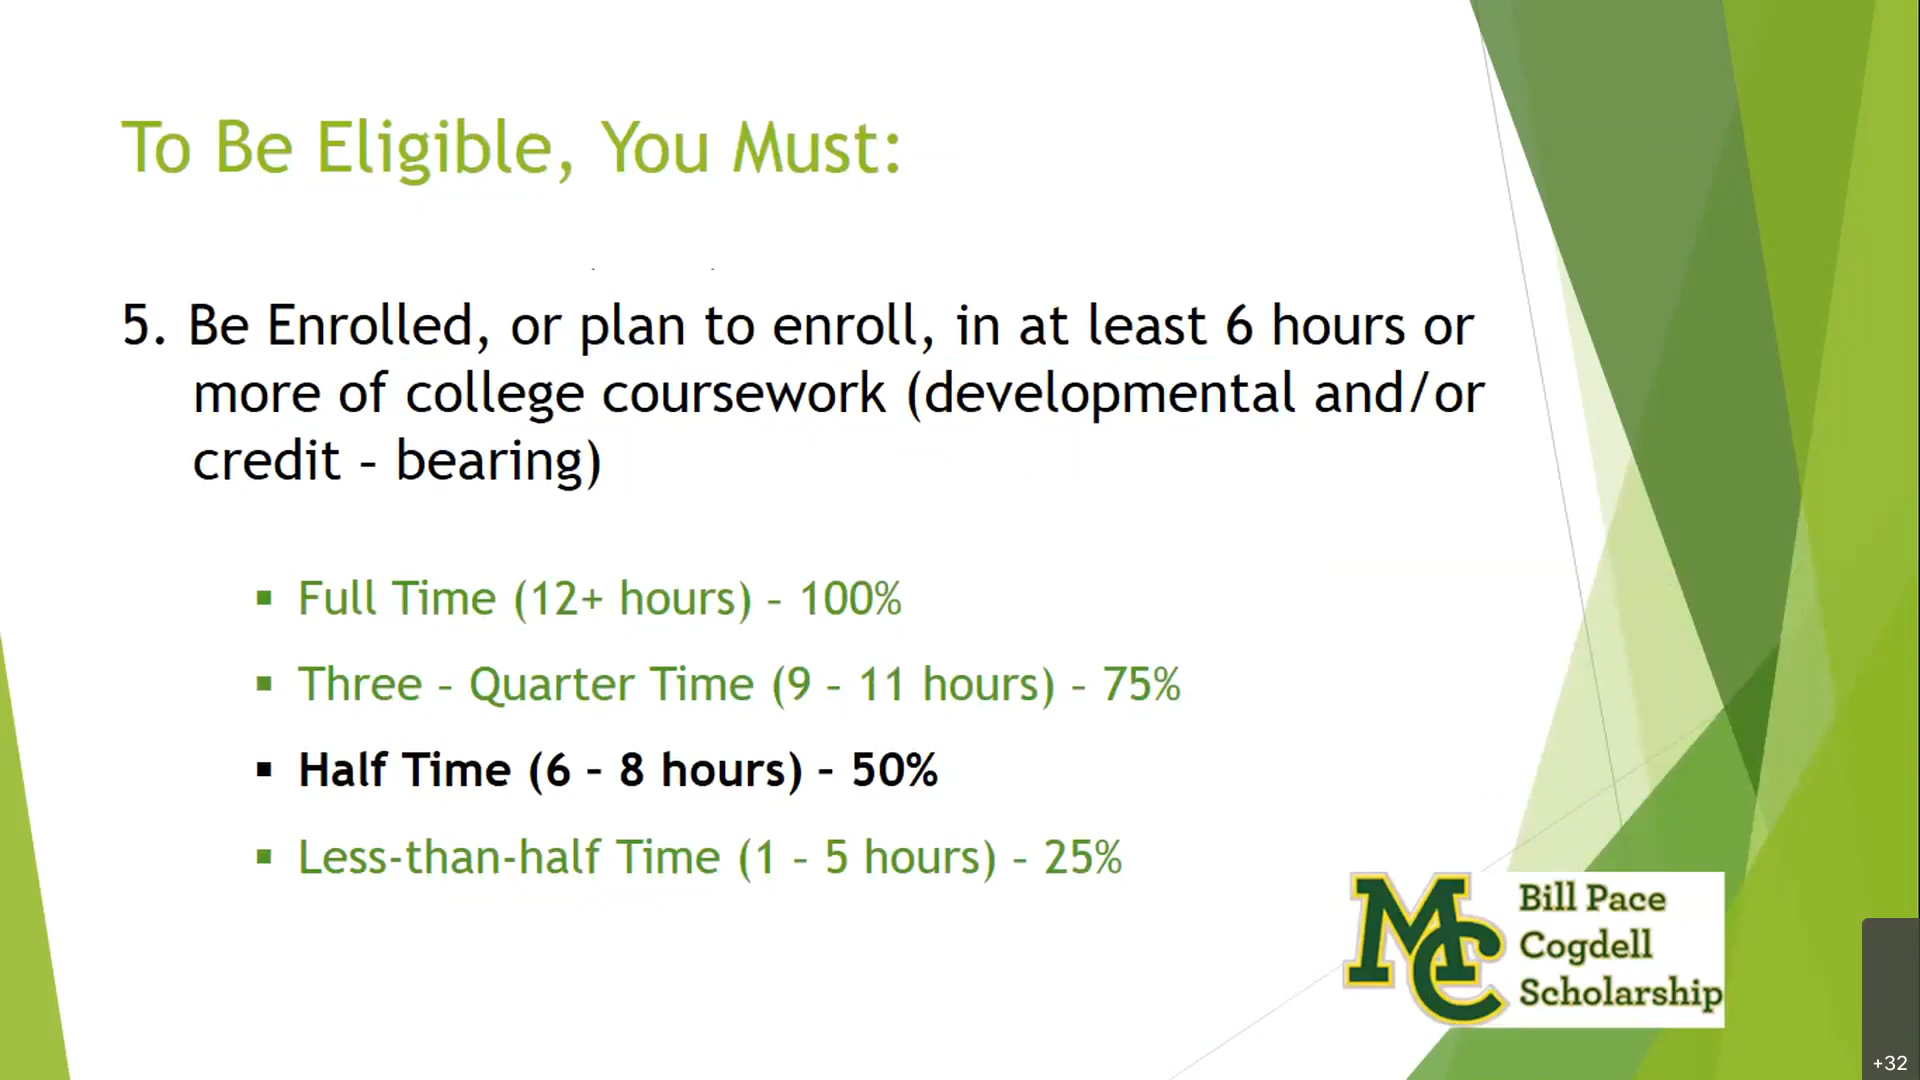 To Be Eligible, You Must:
5. Be Enrolled, or plan to enroll, in at least 6 hours or
more of college coursework (developmental and/or
credit – bearing)
▪ Full Time (12+ hours) – 100%
▪ Three – Quarter Time (9 – 11 hours) – 75%
▪ Half Time (6 – 8 hours) – 50%
▪ Less-than-half Time (1 – 5 hours) – 25%
MC
Bill Pace
Cogdell
Scholarship
+32